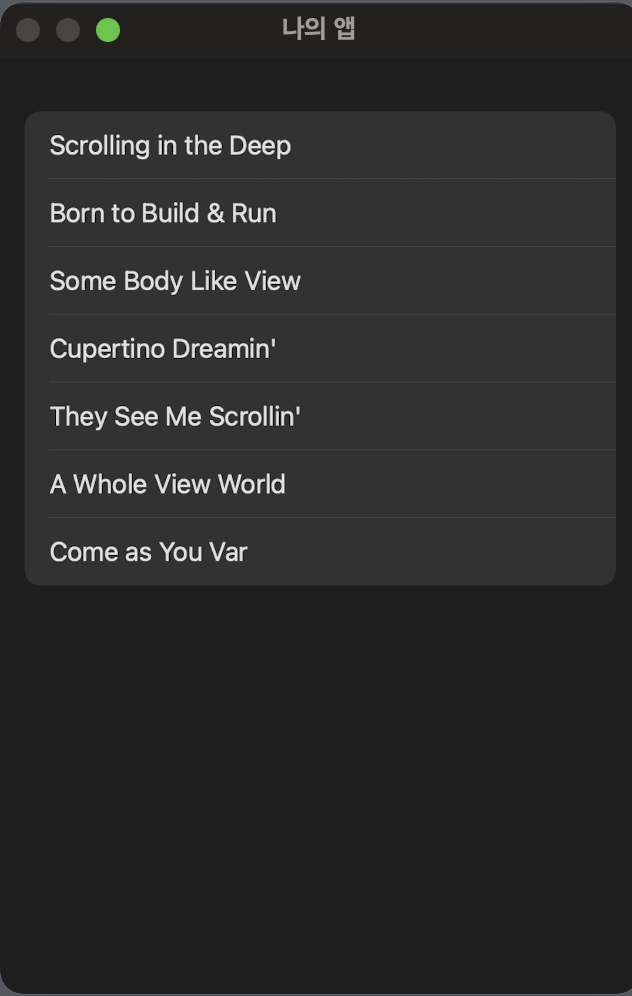 나의 앱
Scrolling in the Deep
Born to Build & Run
Some Body Like View
Cupertino Dreamin'
They See Me Scrollin'
A Whole View World
Come as You Var